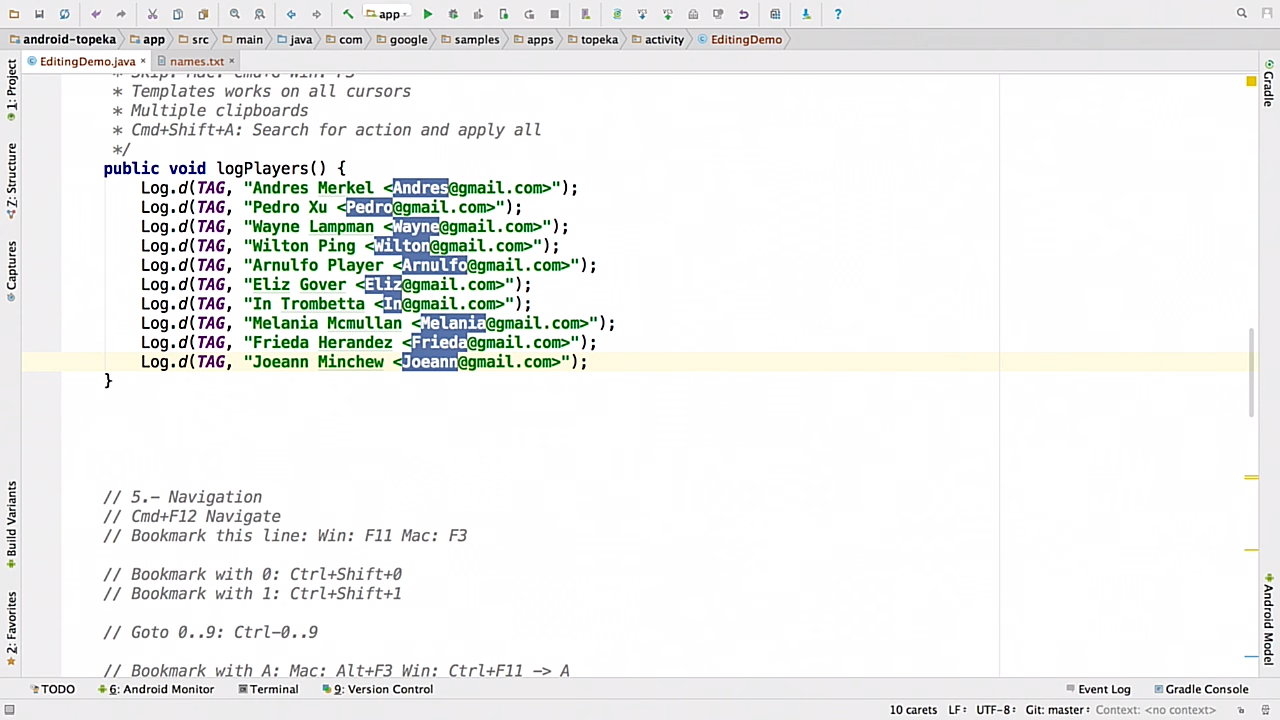 app
android-topeka app src main java com google samples apps topeka activity EditingDemo
EditingDemo.java × names.txt ×
* Skip: Mac: Cmd+G Win: F3
* Templates works on all cursors
* Multiple clipboards
* Cmd+Shift+A: Search for action and apply all
*/
public void logPlayers() {
Log.d(TAG, "Andres Merkel <Andres@gmail.com>");
Log.d(TAG, "Pedro Xu <Pedro@gmail.com>");
Log.d(TAG, "Wayne Lampman <Wayne@gmail.com>");
Log.d(TAG, "Wilton Ping <Wilton@gmail.com>");
Log.d(TAG, "Arnulfo Player <Arnulfo@gmail.com>");
Log.d(TAG, "Eliz Gover <Eliz@gmail.com>");
Log.d(TAG, "In Trombetta <In@gmail.com>");
Log.d(TAG, "Melania Mcmullan <Melania@gmail.com>");
Log.d(TAG, "Frieda Herandez <Frieda@gmail.com>");
Log.d(TAG, "Joeann Minchew <Joeann@gmail.com>");
}
// 5.- Navigation
// Cmd+F12 Navigate
// Bookmark this line: Win: F11 Mac: F3
// Bookmark with 0: Ctrl+Shift+0
// Bookmark with 1: Ctrl+Shift+1
// Goto 0..9: Ctrl-0..9
// Bookmark with A: Mac: Alt+F3 Win: Ctrl+F11 -> A
1: Project
Z: Structure
Captures
Build Variants
2: Favorites
Gradle
Android Model
TODO 6: Android Monitor Terminal 9: Version Control Event Log Gradle Console
10 carets LF÷ UTF-8÷ Git: master÷ Context: <no context>